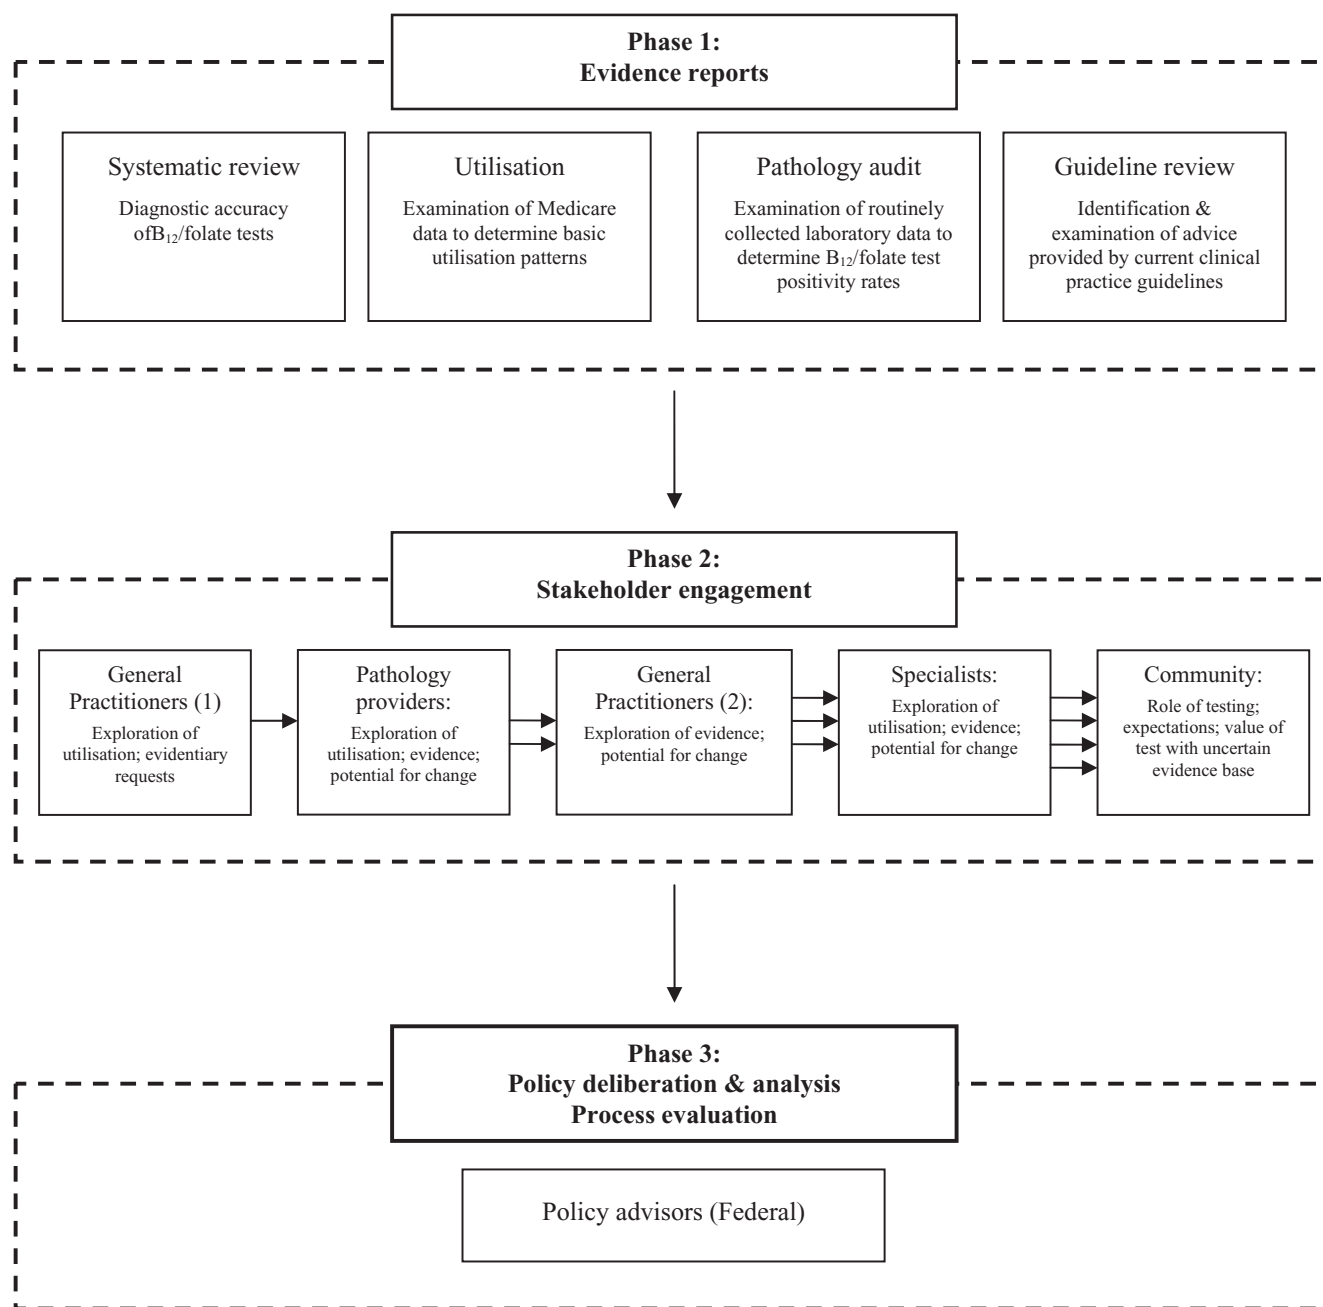 Phase 1:
Evidence reports
Systematic review
Diagnostic accuracy
ofB₁₂/folate tests
Utilisation
Examination of Medicare
data to determine basic
utilisation patterns
Pathology audit
Examination of routinely
collected laboratory data to
determine B₁₂/folate test
positivity rates
Guideline review
Identification &
examination of advice
provided by current clinical
practice guidelines
Phase 2:
Stakeholder engagement
General
Practitioners (1)
Exploration of
utilisation; evidentiary
requests
Pathology
providers:
Exploration of
utilisation; evidence;
potential for change
General
Practitioners (2):
Exploration of evidence;
potential for change
Specialists:
Exploration of
utilisation; evidence;
potential for change
Community:
Role of testing;
expectations; value of
test with uncertain
evidence base
Phase 3:
Policy deliberation & analysis
Process evaluation
Policy advisors (Federal)